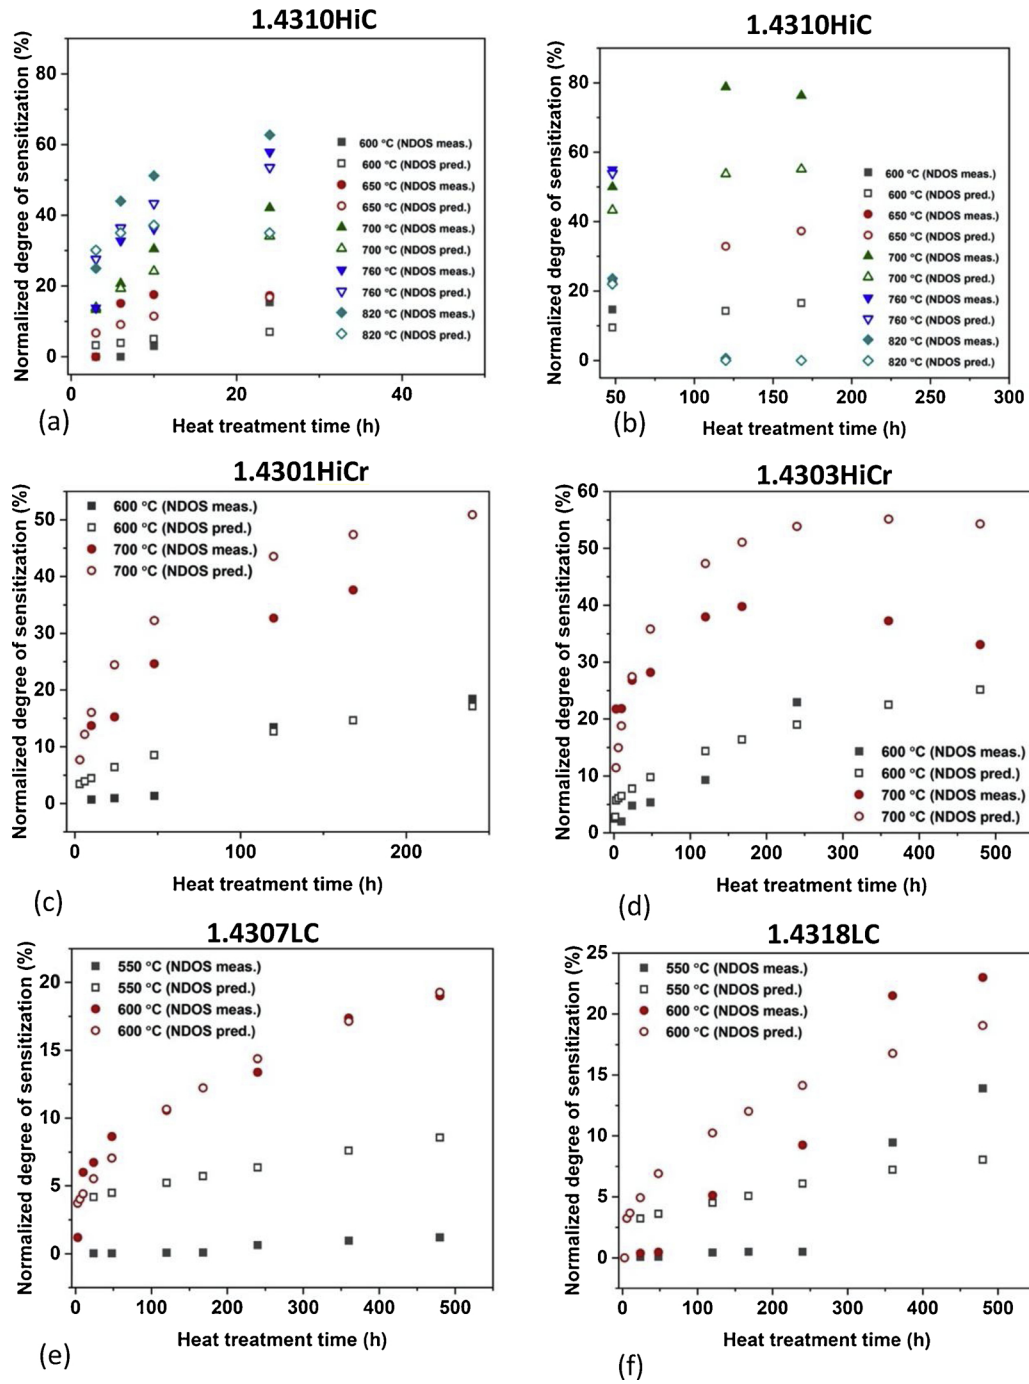 1.4310HiC
Normalized degree of sensitization (%)
80
60
40
20
0
600 °C (NDOS meas.)
600 °C (NDOS pred.)
650 °C (NDOS meas.)
650 °C (NDOS pred.)
700 °C (NDOS meas.)
700 °C (NDOS pred.)
760 °C (NDOS meas.)
760 °C (NDOS pred.)
820 °C (NDOS meas.)
820 °C (NDOS pred.)
0 20 40
Heat treatment time (h)
(a)
1.4310HiC
Normalized degree of sensitization (%)
80
60
40
20
0
600 °C (NDOS meas.)
600 °C (NDOS pred.)
650 °C (NDOS meas.)
650 °C (NDOS pred.)
700 °C (NDOS meas.)
700 °C (NDOS pred.)
760 °C (NDOS meas.)
760 °C (NDOS pred.)
820 °C (NDOS meas.)
820 °C (NDOS pred.)
50 100 150 200 250 300
Heat treatment time (h)
(b)
1.4301HiCr
Normalized degree of sensitization (%)
50
40
30
20
10
0
600 °C (NDOS meas.)
600 °C (NDOS pred.)
700 °C (NDOS meas.)
700 °C (NDOS pred.)
0 100 200
Heat treatment time (h)
(c)
1.4303HiCr
Normalized degree of sensitization (%)
60
50
40
30
20
10
0
600 °C (NDOS meas.)
600 °C (NDOS pred.)
700 °C (NDOS meas.)
700 °C (NDOS pred.)
0 100 200 300 400 500
Heat treatment time (h)
(d)
1.4307LC
Normalized degree of sensitization (%)
20
15
10
5
0
550 °C (NDOS meas.)
550 °C (NDOS pred.)
600 °C (NDOS meas.)
600 °C (NDOS pred.)
0 100 200 300 400 500
Heat treatment time (h)
(e)
1.4318LC
Normalized degree of sensitization (%)
25
20
15
10
5
0
550 °C (NDOS meas.)
550 °C (NDOS pred.)
600 °C (NDOS meas.)
600 °C (NDOS pred.)
0 100 200 300 400 500
Heat treatment time (h)
(f)